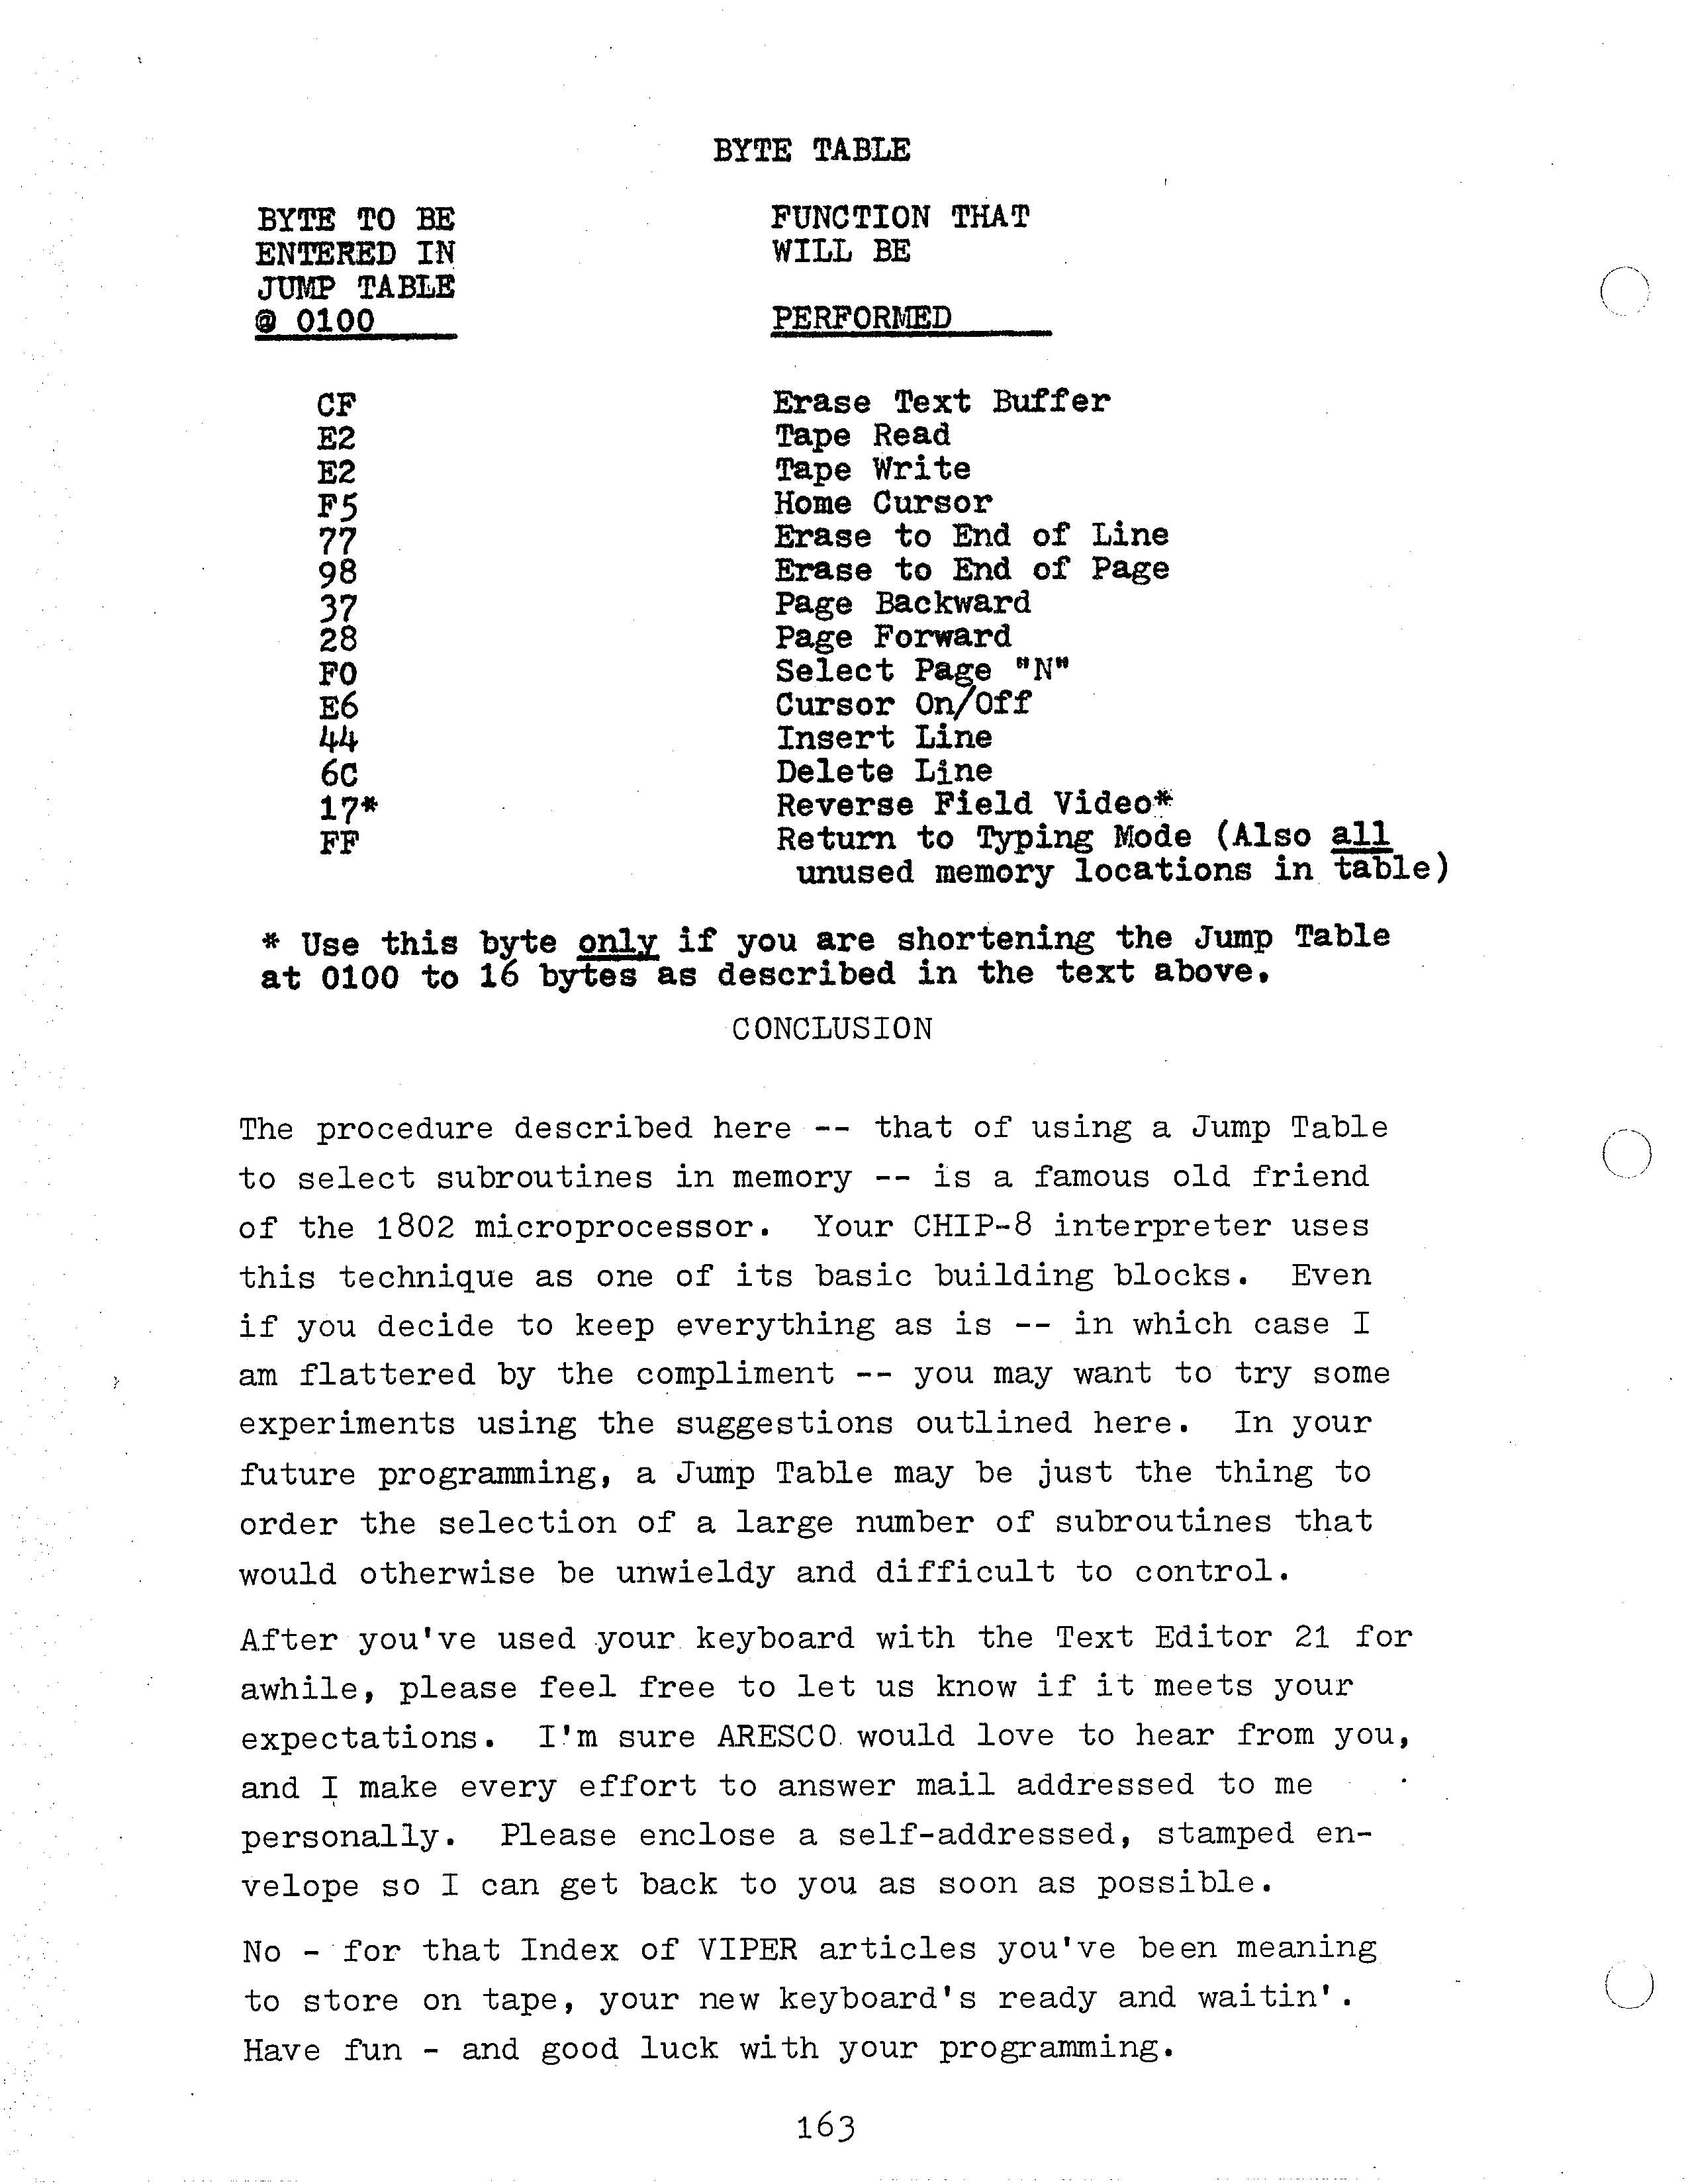 BYTE TABLE
BYTE TO BE FUNCTION THAT
ENTERED IN WILL BE
JUMP TABLE
@ 0100 PERFORMED
CF Erase Text Buffer
E2 Tape Read
E2 Tape Write
F5 Home Cursor
77 Erase to End of Line
98 Erase to End of Page
37 Page Backward
28 Page Forward
F0 Select Page "N"
E6 Cursor On/Off
44 Insert Line
6C Delete Line
17* Reverse Field Video*
FF Return to Typing Mode (Also all
unused memory locations in table)
* Use this byte only if you are shortening the Jump Table
at 0100 to 16 bytes as described in the text above.
CONCLUSION
The procedure described here -- that of using a Jump Table
to select subroutines in memory -- is a famous old friend
of the 1802 microprocessor. Your CHIP-8 interpreter uses
this technique as one of its basic building blocks. Even
if you decide to keep everything as is -- in which case I
am flattered by the compliment -- you may want to try some
experiments using the suggestions outlined here. In your
future programming, a Jump Table may be just the thing to
order the selection of a large number of subroutines that
would otherwise be unwieldy and difficult to control.
After you've used your keyboard with the Text Editor 21 for
awhile, please feel free to let us know if it meets your
expectations. I'm sure ARESCO would love to hear from you,
and I make every effort to answer mail addressed to me
personally. Please enclose a self-addressed, stamped en-
velope so I can get back to you as soon as possible.
No - for that Index of VIPER articles you've been meaning
to store on tape, your new keyboard's ready and waitin'.
Have fun - and good luck with your programming.
163